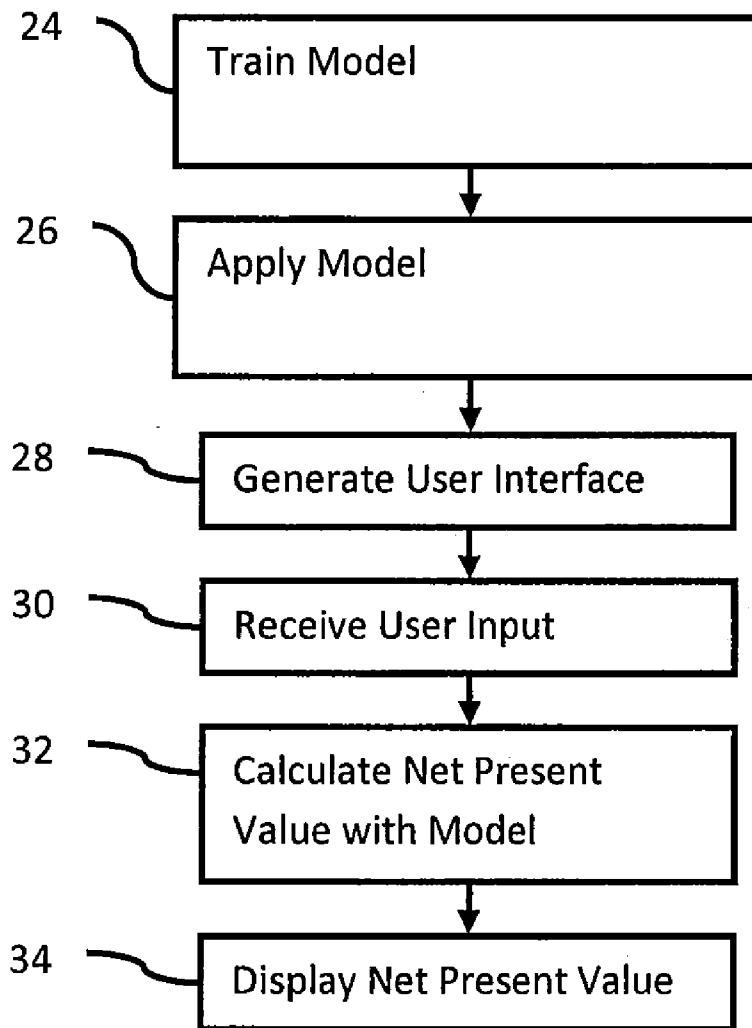 24
Train Model
26
Apply Model
28
Generate User Interface
30
Receive User Input
32
Calculate Net Present
Value with Model
34
Display Net Present Value